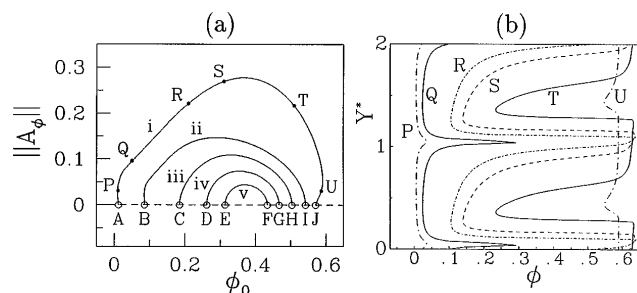 (a)
||A_ϕ||
0.3
0.2
0.1
0
P
Q
R
S
T
U
i
ii
iii
iv
v
A B C D E F G H I J
0 0.2 0.4 0.6
ϕ₀
(b)
Y*
2
1
0
P
Q
R
S
T
U
0 .1 .2 .3 .4 .5 .6
ϕ